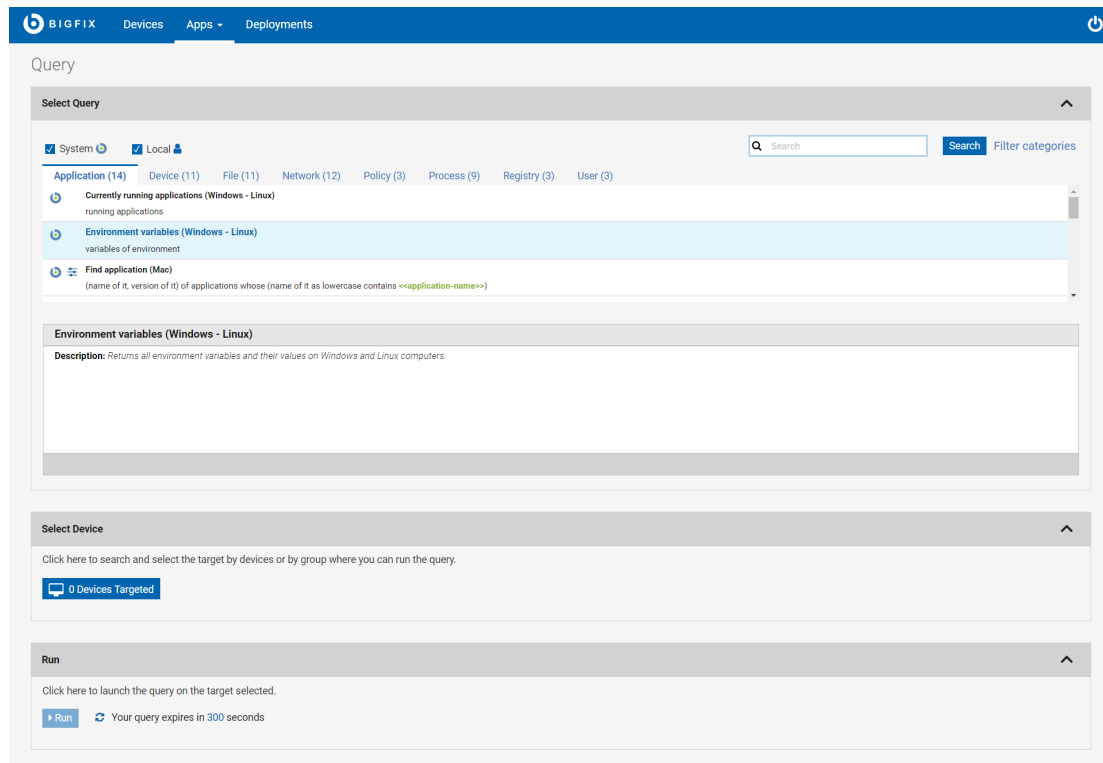 BIGFIX Devices Apps Deployments
Query
Select Query
System Local Search Search Filter categories
Application (14) Device (11) File (11) Network (12) Policy (3) Process (9) Registry (3) User (3)
Currently running applications (Windows - Linux)
running applications
Environment variables (Windows - Linux)
variables of environment
Find application (Mac)
(name of it, version of it) of applications whose (name of it as lowercase contains <<application-name>>)
Environment variables (Windows - Linux)
Description: Returns all environment variables and their values on Windows and Linux computers.
Select Device
Click here to search and select the target by devices or by group where you can run the query.
0 Devices Targeted
Run
Click here to launch the query on the target selected.
Run Your query expires in 300 seconds